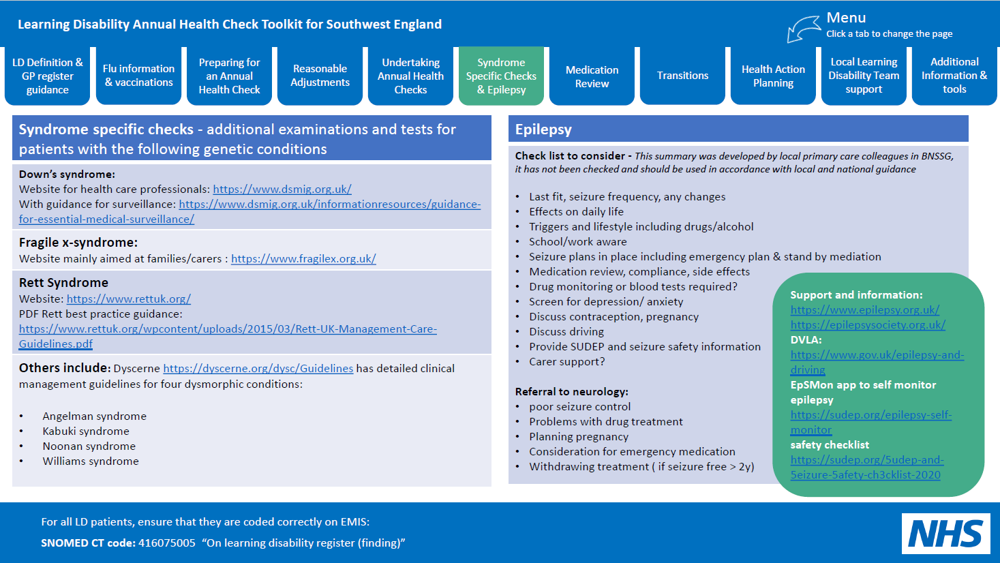 Learning Disability Annual Health Check Toolkit for Southwest England
Menu
Click a tab to change the page
LD Definition &
GP register
guidance
Flu information
& vaccinations
Preparing for
an Annual
Health Check
Reasonable
Adjustments
Undertaking
Annual Health
Checks
Syndrome
Specific Checks
& Epilepsy
Medication
Review
Transitions
Health Action
Planning
Local Learning
Disability Team
support
Additional
Information &
tools
Syndrome specific checks - additional examinations and tests for
patients with the following genetic conditions
Down's syndrome:
Website for health care professionals: https://www.dsmig.org.uk/
With guidance for surveillance: https://www.dsmig.org.uk/informationresources/guidance-
for-essential-medical-surveillance/
Fragile x-syndrome:
Website mainly aimed at families/carers : https://www.fragilex.org.uk/
Rett Syndrome
Website: https://www.rettuk.org/
PDF Rett best practice guidance:
https://www.rettuk.org/wpcontent/uploads/2015/03/Rett-UK-Management-Care-
Guidelines.pdf
Others include: Dyscerne https://dyscerne.org/dysc/Guidelines has detailed clinical
management guidelines for four dysmorphic conditions:
• Angelman syndrome
• Kabuki syndrome
• Noonan syndrome
• Williams syndrome
Epilepsy
Check list to consider - This summary was developed by local primary care colleagues in BNSSG,
it has not been checked and should be used in accordance with local and national guidance
• Last fit, seizure frequency, any changes
• Effects on daily life
• Triggers and lifestyle including drugs/alcohol
• School/work aware
• Seizure plans in place including emergency plan & stand by mediation
• Medication review, compliance, side effects
• Drug monitoring or blood tests required?
• Screen for depression/ anxiety
• Discuss contraception, pregnancy
• Discuss driving
• Provide SUDEP and seizure safety information
• Carer support?
Referral to neurology:
• poor seizure control
• Problems with drug treatment
• Planning pregnancy
• Consideration for emergency medication
• Withdrawing treatment ( if seizure free > 2y)
Support and information:
https://www.epilepsy.org.uk/
https://epilepsysociety.org.uk/
DVLA:
https://www.gov.uk/epilepsy-and-
driving
EpSMon app to self monitor
epilepsy
https://sudep.org/epilepsy-self-
monitor
safety checklist
https://sudep.org/5udep-and-
5eizure-5afety-ch3cklist-2020
For all LD patients, ensure that they are coded correctly on EMIS:
SNOMED CT code: 416075005 "On learning disability register (finding)"
NHS